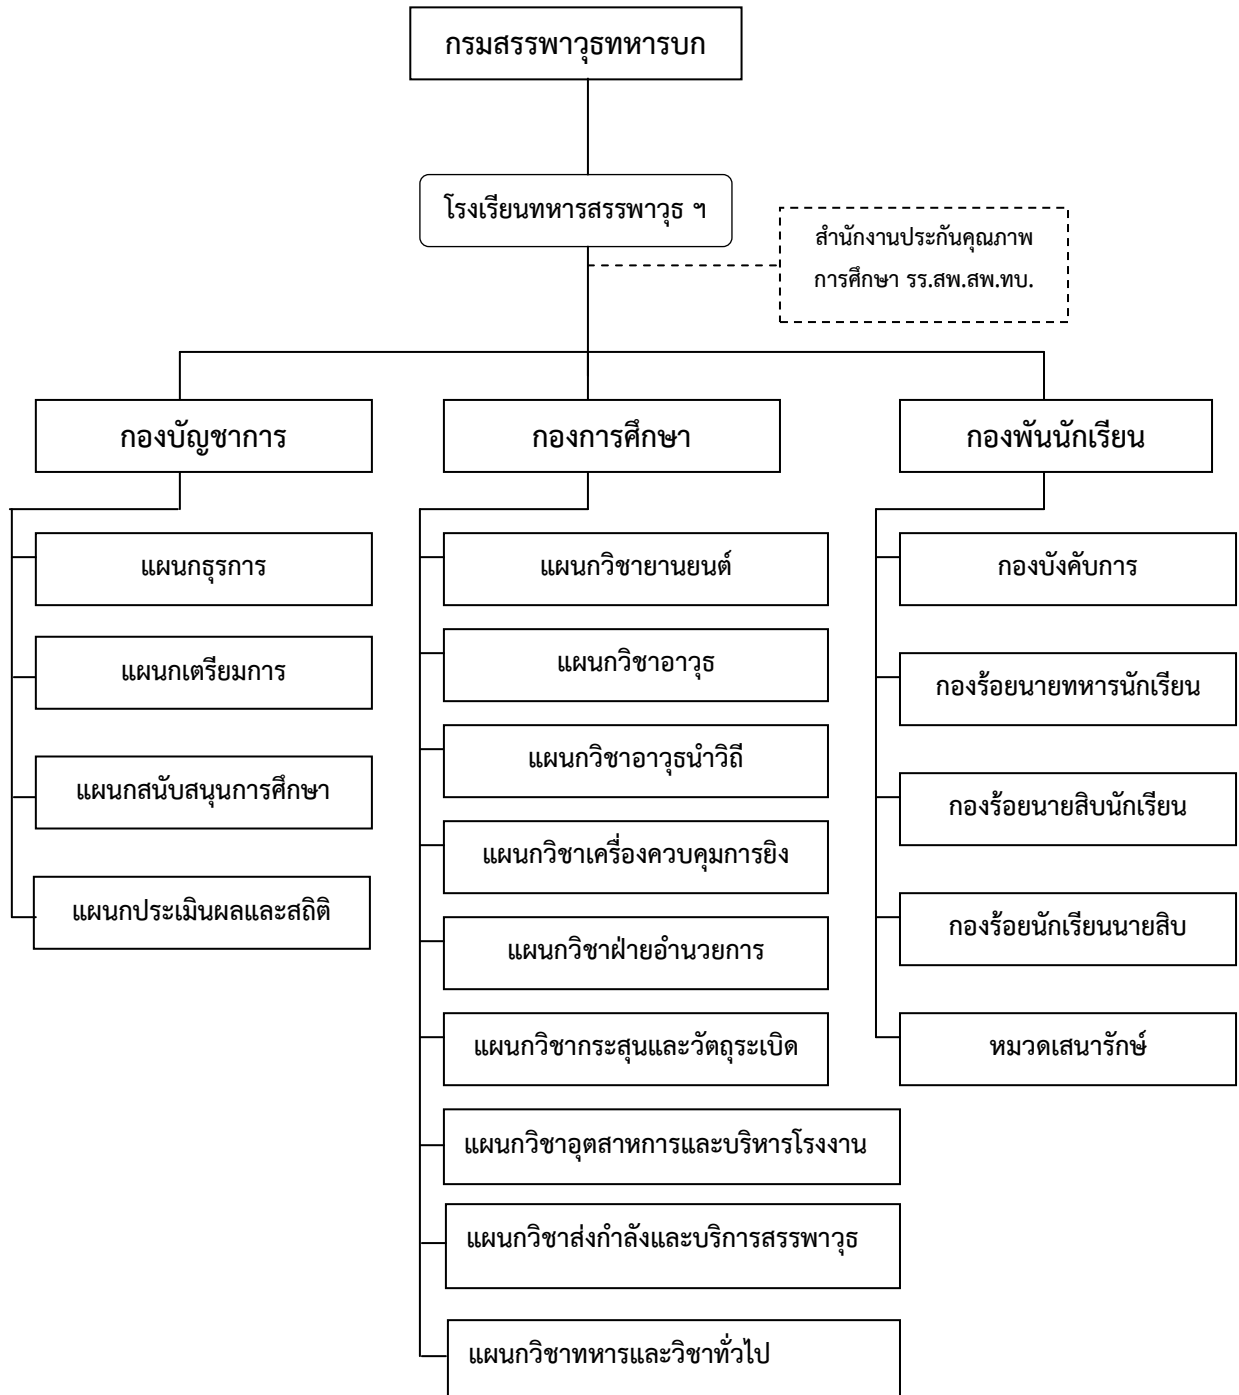 กรมสรรพาวุธทหารบก
โรงเรียนทหารสรรพาวุธ ฯ
สำนักงานประกันคุณภาพ
การศึกษา รร.สพ.สพ.ทบ.
กองบัญชาการ
แผนกธุรการ
แผนกเตรียมการ
แผนกสนับสนุนการศึกษา
แผนกประเมินผลและสถิติ
กองการศึกษา
แผนกวิชายานยนต์
แผนกวิชาอาวุธ
แผนกวิชาอาวุธนำวิถี
แผนกวิชาเครื่องควบคุมการยิง
แผนกวิชาฝ่ายอำนวยการ
แผนกวิชากระสุนและวัตถุระเบิด
แผนกวิชาอุตสาหการและบริหารโรงงาน
แผนกวิชาส่งกำลังและบริการสรรพาวุธ
แผนกวิชาทหารและวิชาทั่วไป
กองพันนักเรียน
กองบังคับการ
กองร้อยนายทหารนักเรียน
กองร้อยนายสิบนักเรียน
กองร้อยนักเรียนนายสิบ
หมวดเสนารักษ์